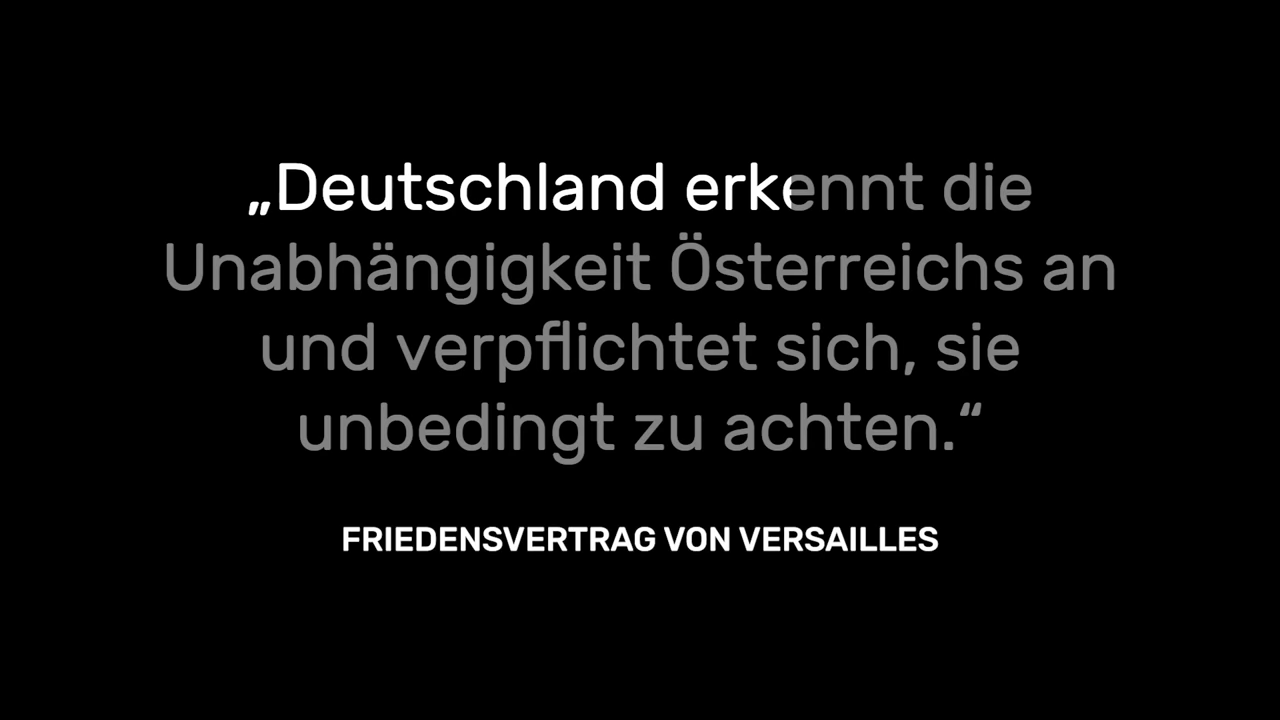 „Deutschland erkennt die
Unabhängigkeit Österreichs an
und verpflichtet sich, sie
unbedingt zu achten.“
FRIEDENSVERTRAG VON VERSAILLES